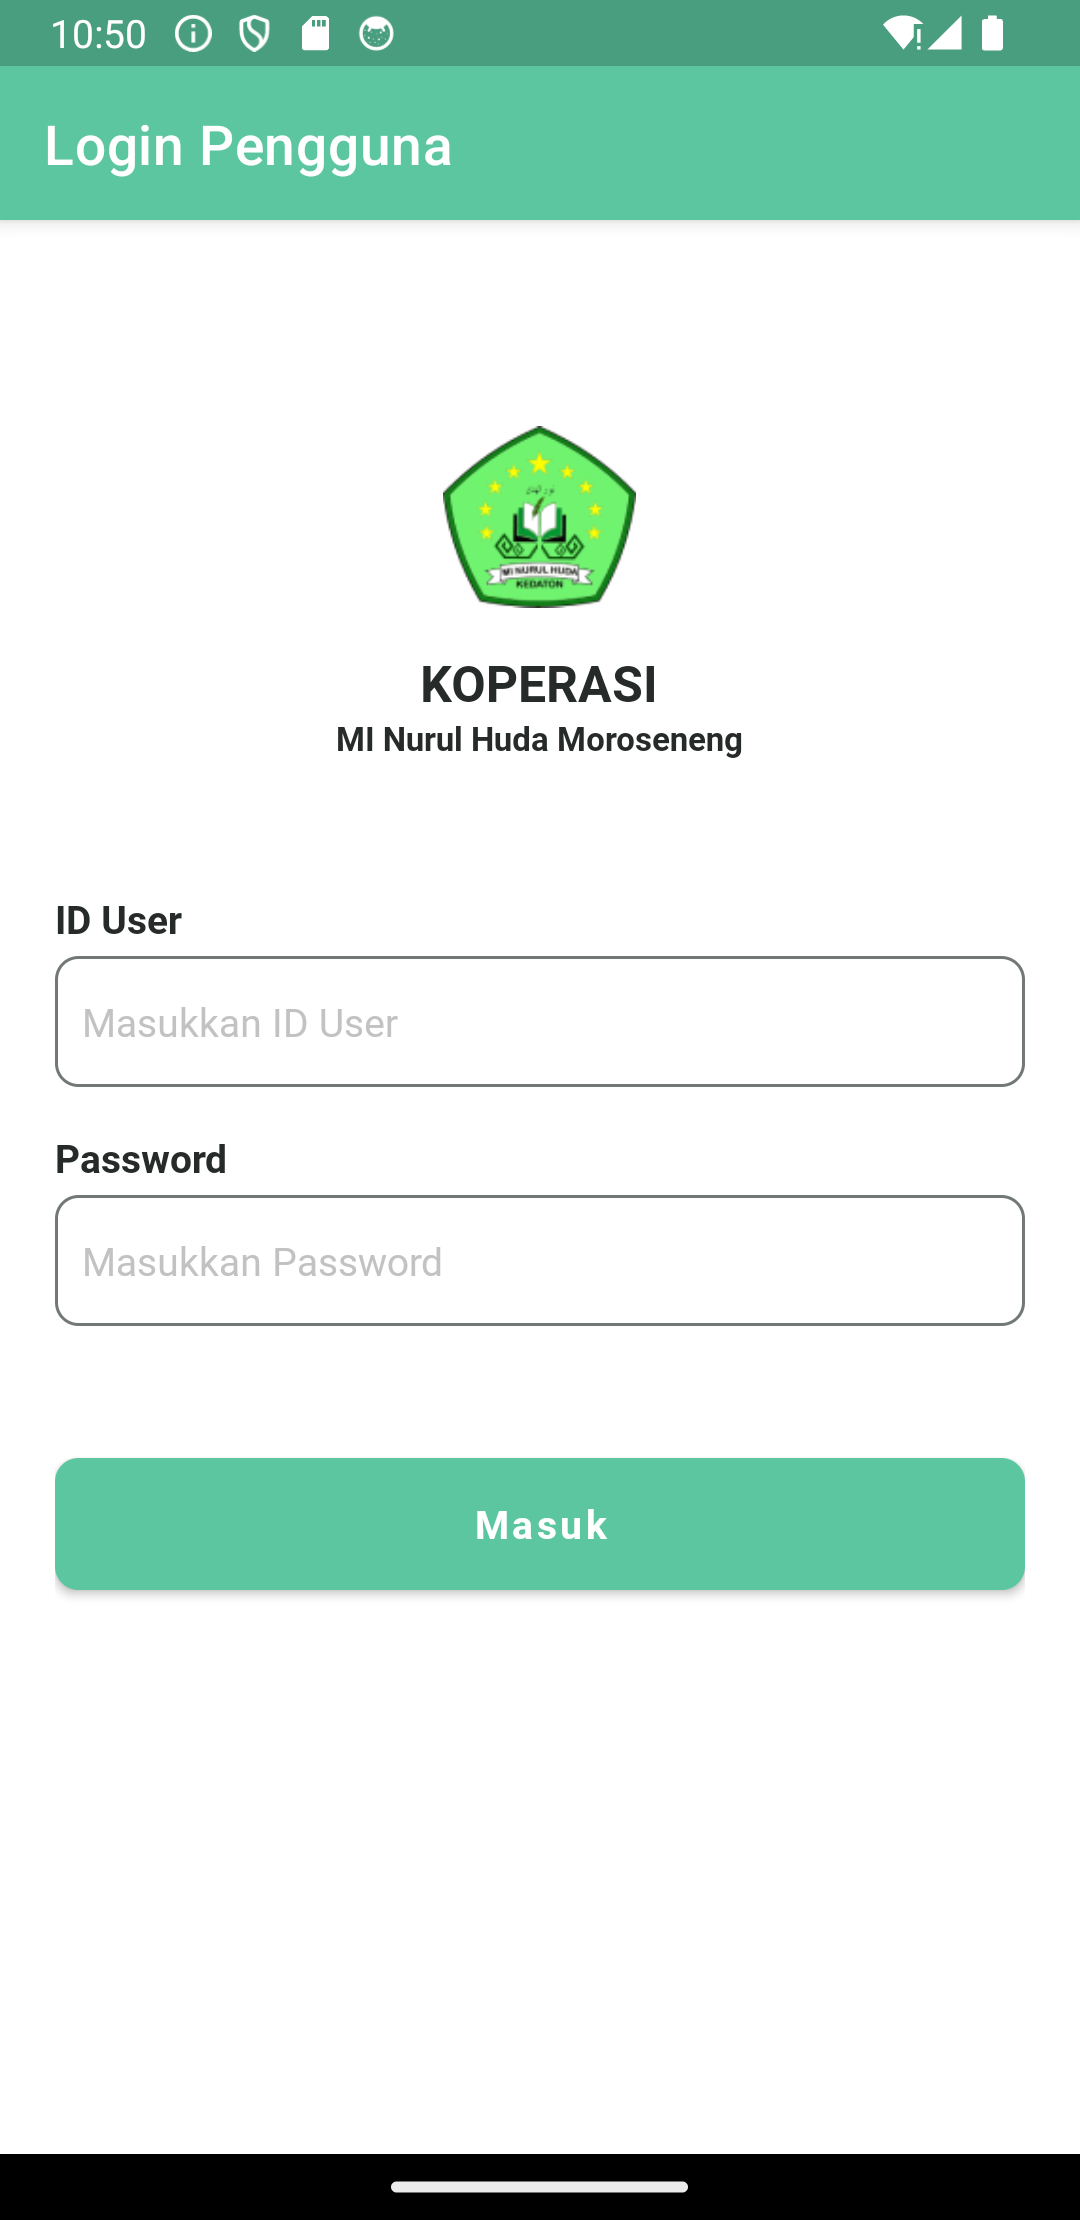 10:50
Login Pengguna
MI NURUL HUDA
KEDATON
KOPERASI
MI Nurul Huda Moroseneng
ID User
Masukkan ID User
Password
Masukkan Password
Masuk